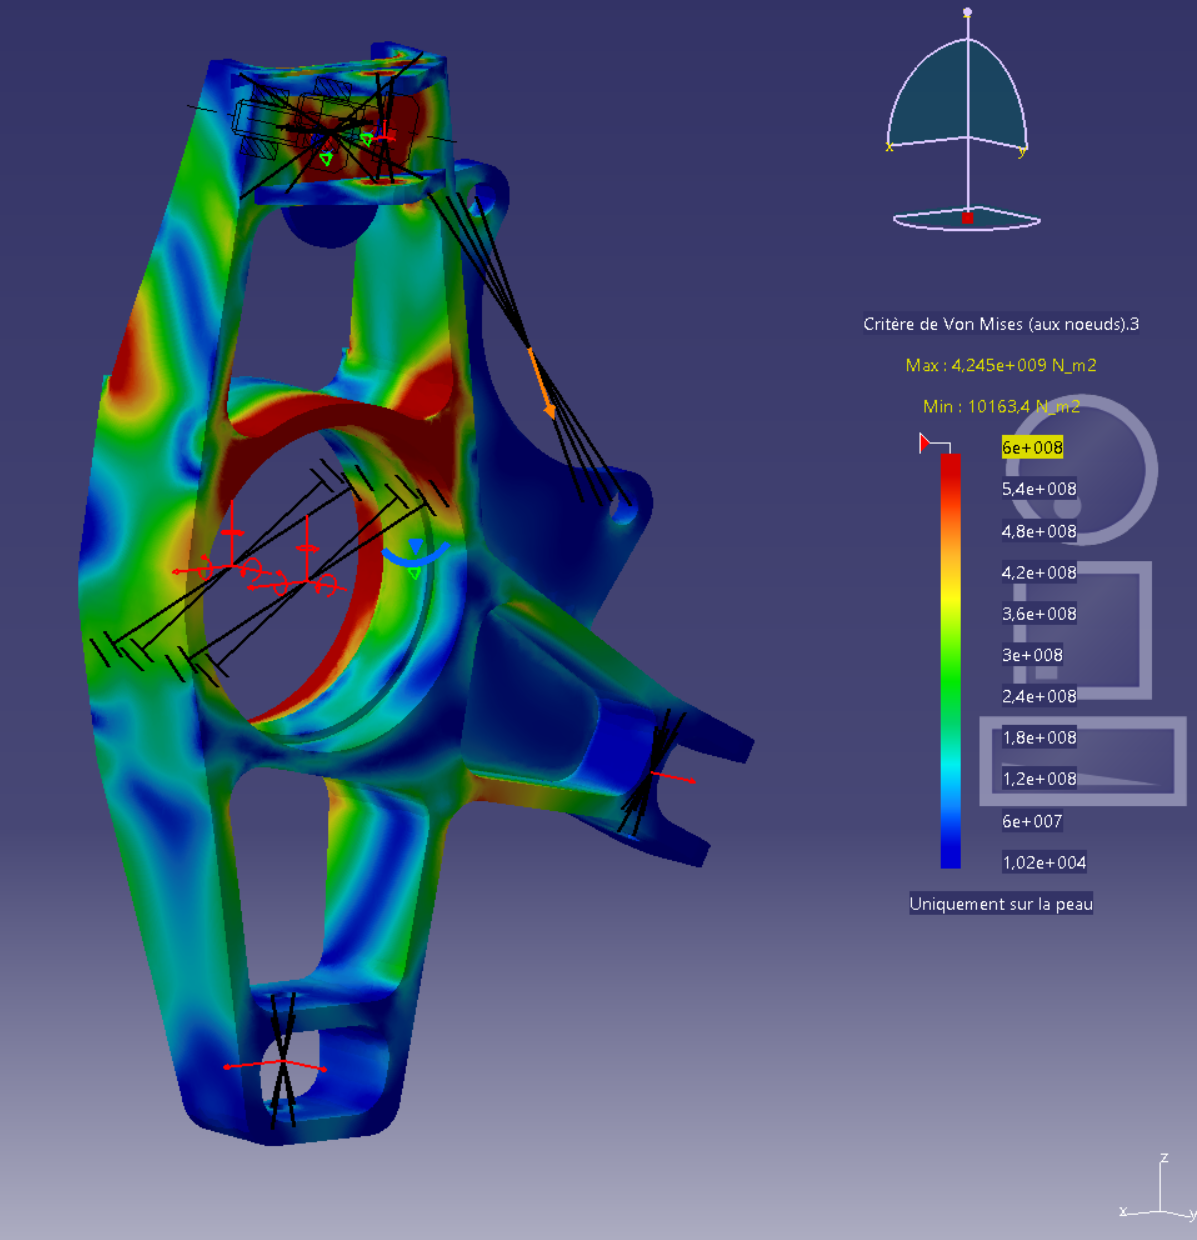 z
x
y
Critère de Von Mises (aux noeuds).3
Max : 4,245e+009 N_m2
Min : 10163,4 N_m2
6e+008
5,4e+008
4,8e+008
4,2e+008
3,6e+008
3e+008
2,4e+008
1,8e+008
1,2e+008
6e+007
1,02e+004
Uniquement sur la peau
z
x
y